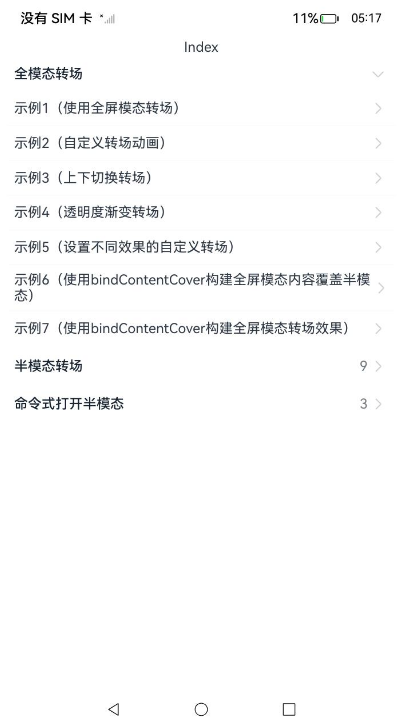 没有 SIM 卡 11% 05:17
Index
全模态转场
示例1（使用全屏模态转场）
示例2（自定义转场动画）
示例3（上下切换转场）
示例4（透明度渐变转场）
示例5（设置不同效果的自定义转场）
示例6（使用bindContentCover构建全屏模态内容覆盖半模
态）
示例7（使用bindContentCover构建全屏模态转场效果）
半模态转场 9
命令式打开半模态 3